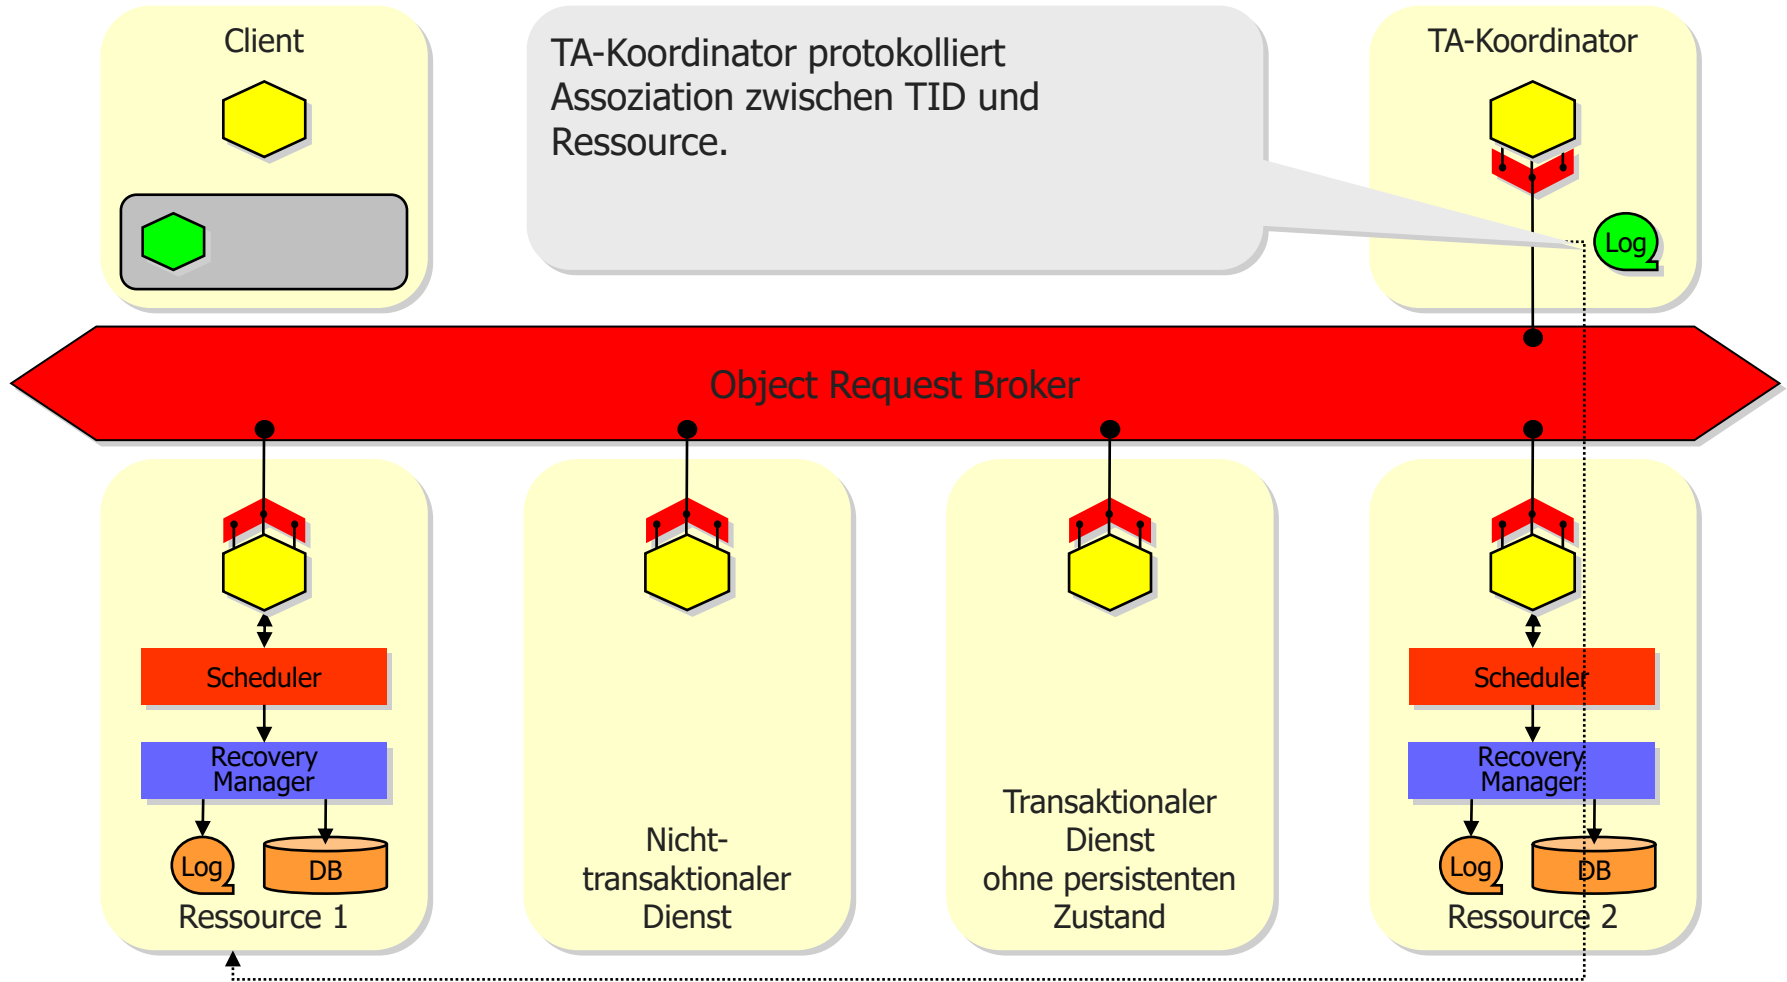 Client
TA-Koordinator protokolliert
Assoziation zwischen TID und
Ressource.
TA-Koordinator
Log
Object Request Broker
Scheduler
Recovery
Manager
Log
DB
Ressource 1
Nicht-
transaktionaler
Dienst
Transaktionaler
Dienst
ohne persistenten
Zustand
Scheduler
Recovery
Manager
Log
DB
Ressource 2